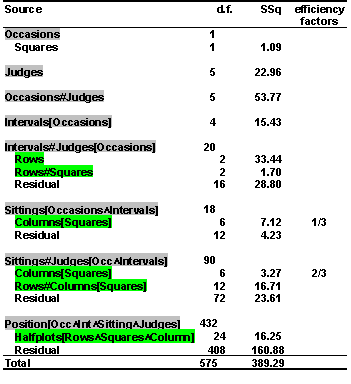 Source d.f. SSq efficiency
factors
Occasions 1
Squares 1 1.09
Judges 5 22.96
Occasions#Judges 5 53.77
Intervals[Occasions] 4 15.43
Intervals#Judges[Occasions] 20
Rows 2 33.44
Rows#Squares 2 1.70
Residual 16 28.80
Sittings[Occasions∧Intervals] 18
Columns[Squares] 6 7.12 1/3
Residual 12 4.23
Sittings#Judges[Occ∧Intervals] 90
Columns[Squares] 6 3.27 2/3
Rows#Columns[Squares] 12 16.71
Residual 72 23.61
Position[Occ∧Int∧Sitting∧Judges] 432
Halfplots[Rows∧Squares∧Column] 24 16.25
Residual 408 160.88
Total 575 389.29